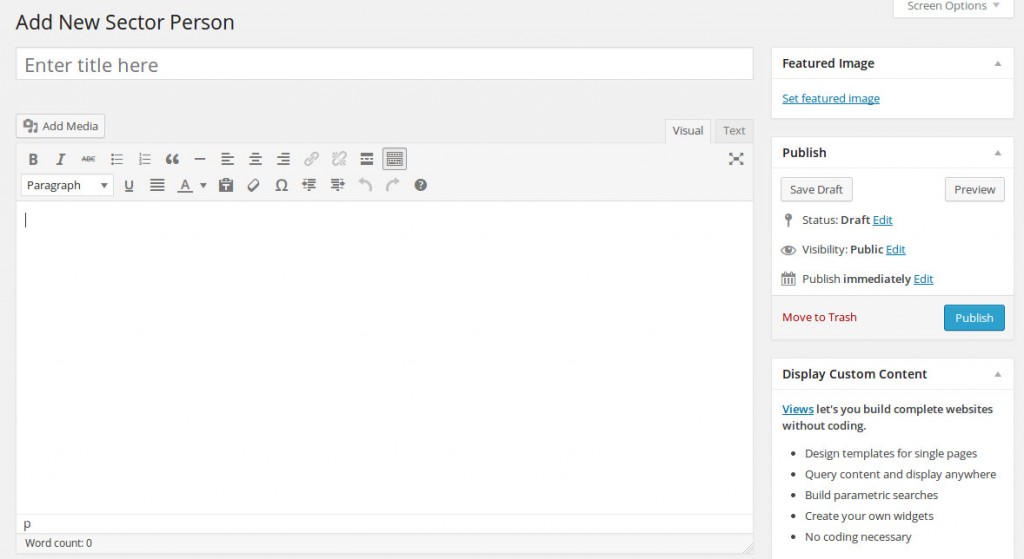 Screen Options
Add New Sector Person
Enter title here
Add Media
Visual Text
B I ABC
Paragraph U A Ω ?
p
Word count: 0
Featured Image
Set featured image
Publish
Save Draft Preview
Status: Draft Edit
Visibility: Public Edit
Publish immediately Edit
Move to Trash Publish
Display Custom Content
Views let's you build complete websites
without coding.
• Design templates for single pages
• Query content and display anywhere
• Build parametric searches
• Create your own widgets
• No coding necessary